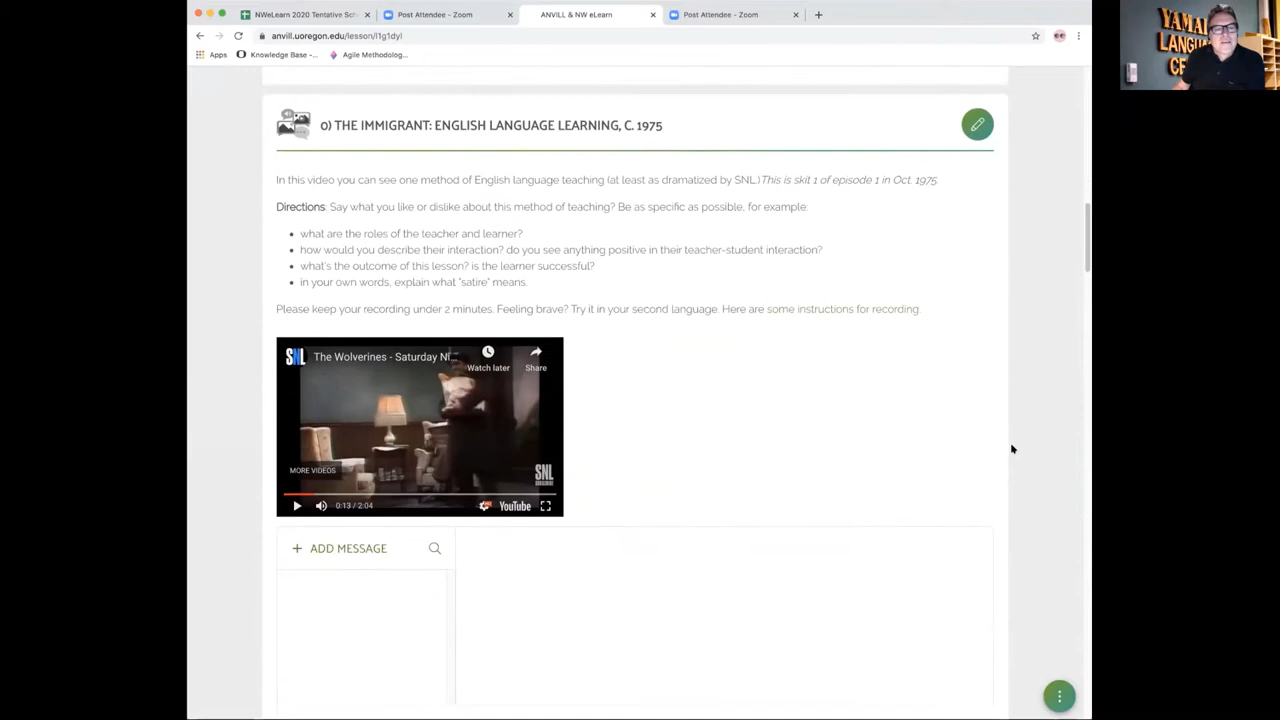 NWeLearn 2020 Tentative Sch
Post Attendee - Zoom
ANVILL & NW eLearn
Post Attendee - Zoom
anvill.uoregon.edu/lesson/l1g1dyl
Apps
Knowledge Base -...
Agile Methodolog...
YAMA
LANGU
CE
0) THE IMMIGRANT: ENGLISH LANGUAGE LEARNING, C. 1975
In this video you can see one method of English language teaching (at least as dramatized by SNL.)This is skit 1 of episode 1 in Oct. 1975.
Directions: Say what you like or dislike about this method of teaching? Be as specific as possible, for example:
• what are the roles of the teacher and learner?
• how would you describe their interaction? do you see anything positive in their teacher-student interaction?
• what's the outcome of this lesson? is the learner successful?
• in your own words, explain what "satire" means.
Please keep your recording under 2 minutes. Feeling brave? Try it in your second language. Here are some instructions for recording.
SNL
The Wolverines - Saturday Ni...
Watch later
Share
MORE VIDEOS
SNL
0:13 / 2:04
YouTube
+ ADD MESSAGE